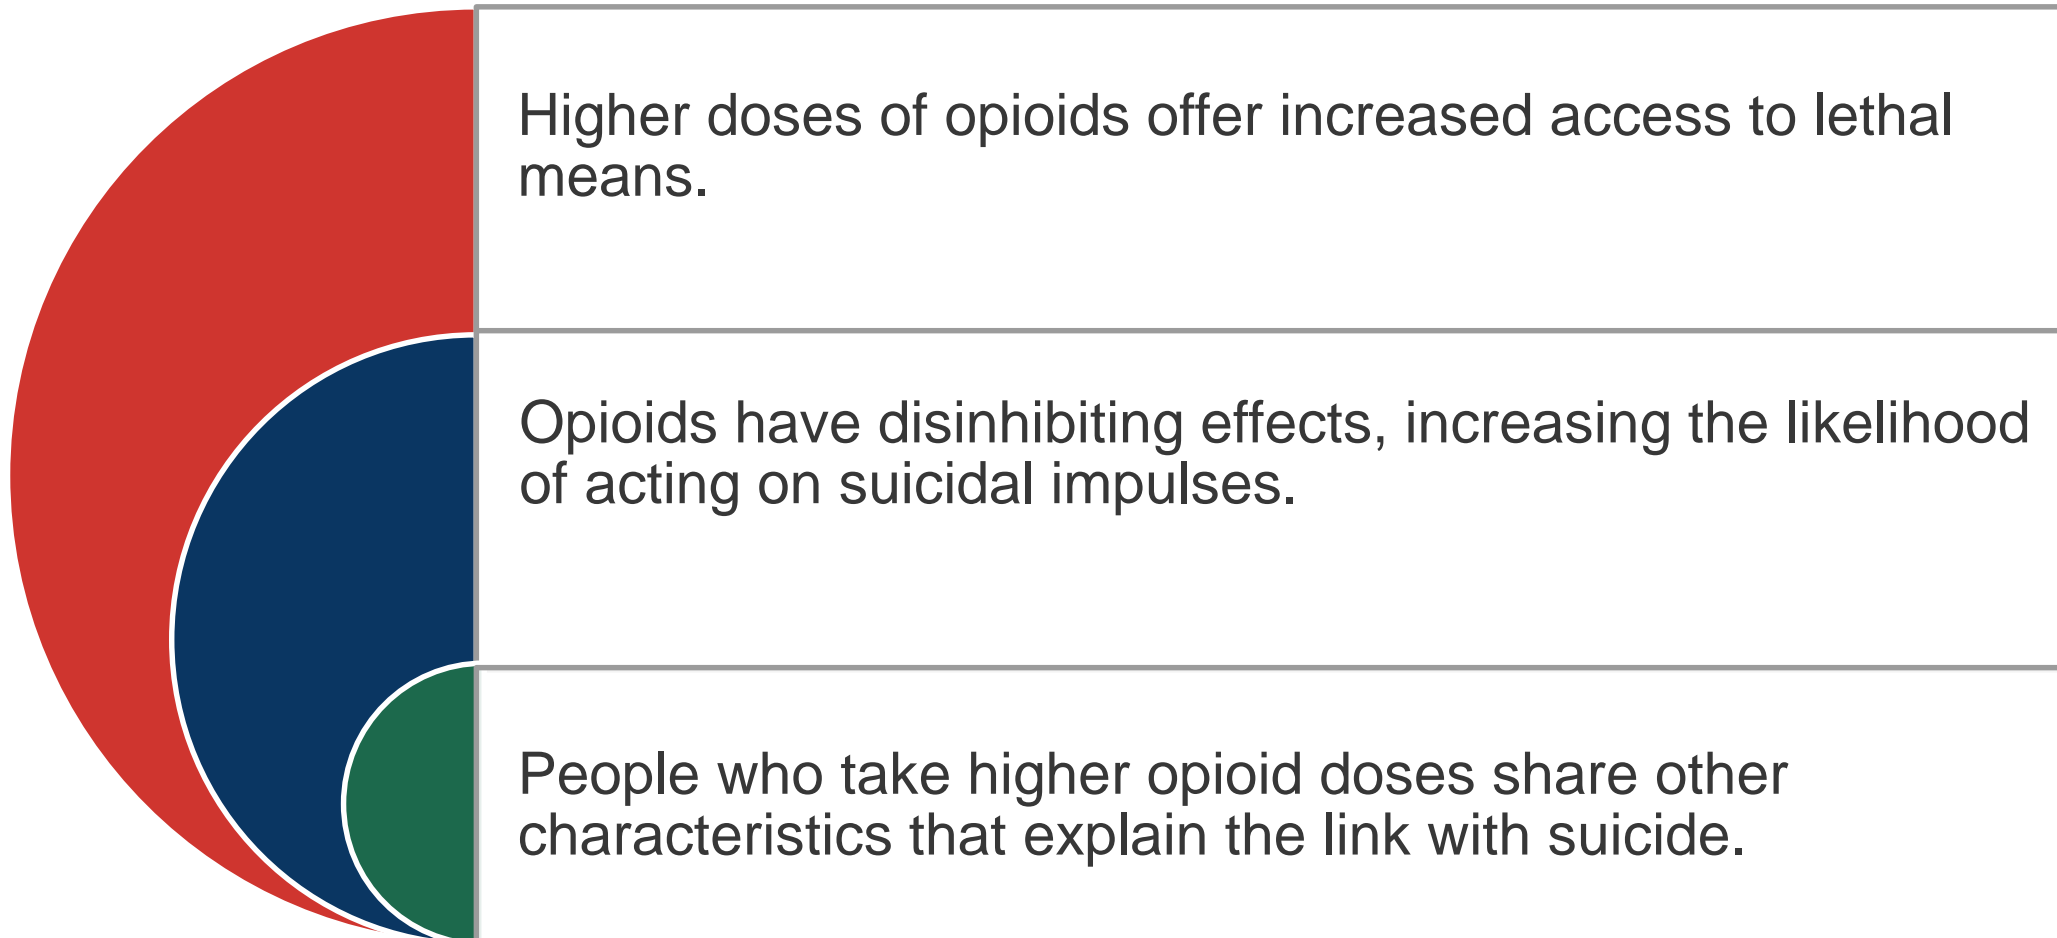 Higher doses of opioids offer increased access to lethal
means.
Opioids have disinhibiting effects, increasing the likelihood
of acting on suicidal impulses.
People who take higher opioid doses share other
characteristics that explain the link with suicide.